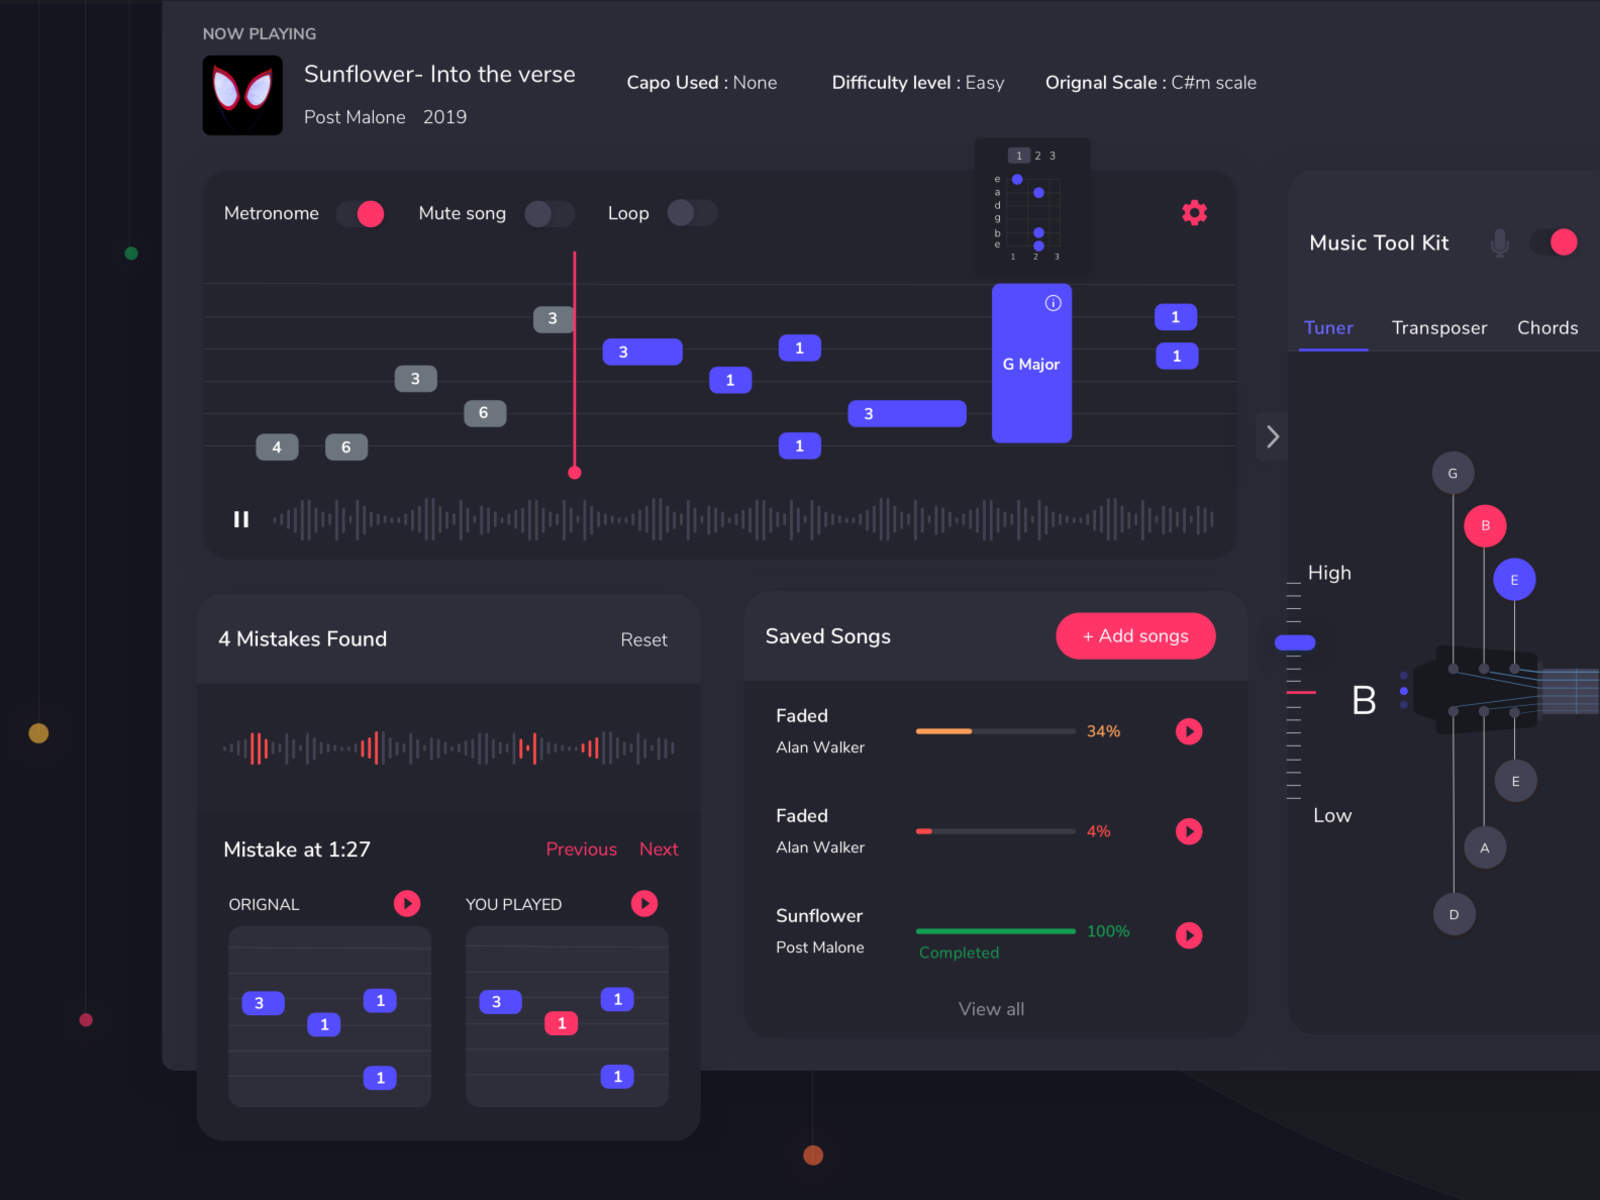 NOW PLAYING
Sunflower- Into the verse
Post Malone 2019
Capo Used : None
Difficulty level : Easy
Orignal Scale : C#m scale
Metronome
Mute song
Loop
1 2 3
e
a
d
g
b
e
1 2 3
3
3
1
1
3
1
G Major
1
6
3
4
6
1
4 Mistakes Found
Reset
Mistake at 1:27
Previous
Next
ORIGNAL
YOU PLAYED
3
1
1
1
3
1
1
1
Saved Songs
+ Add songs
Faded
Alan Walker
34%
Faded
Alan Walker
4%
Sunflower
Post Malone
100%
Completed
View all
Music Tool Kit
Tuner
Transposer
Chords
G
B
E
High
B
Low
E
A
D